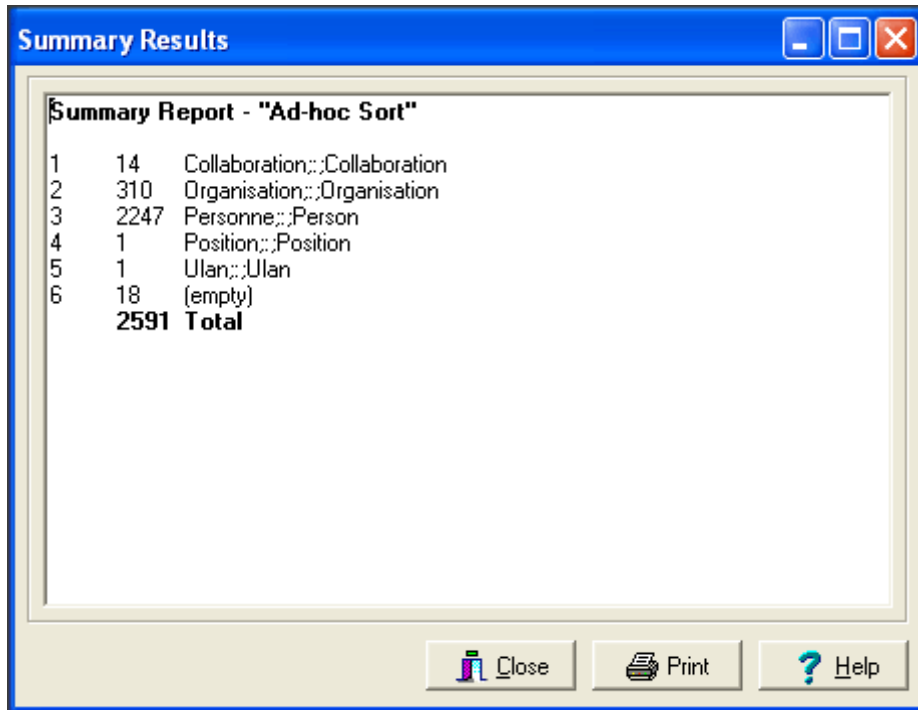 Summary Results
Summary Report - "Ad-hoc Sort"
1 14 Collaboration;:;Collaboration
2 310 Organisation;:;Organisation
3 2247 Personne;:;Person
4 1 Position;:;Position
5 1 Ulan;:;Ulan
6 18 (empty)
2591 Total
Close Print Help